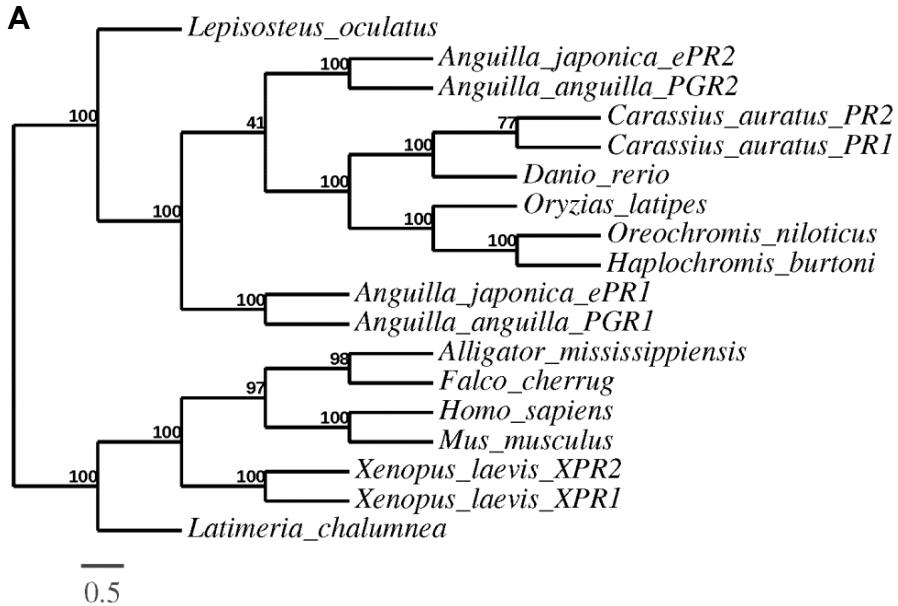 A
Lepisosteus_oculatus
100 Anguilla_japonica_ePR2
Anguilla_anguilla_PGR2
100 41 77 Carassius_auratus_PR2
100 Carassius_auratus_PR1
100 Danio_rerio
100 100 Oryzias_latipes
100 Oreochromis_niloticus
Haplochromis_burtoni
100 Anguilla_japonica_ePR1
Anguilla_anguilla_PGR1
98 Alligator_mississippiensis
97 Falco_cherrug
100 100 Homo_sapiens
Mus_musculus
100 100 Xenopus_laevis_XPR2
Xenopus_laevis_XPR1
Latimeria_chalumnea
0.5